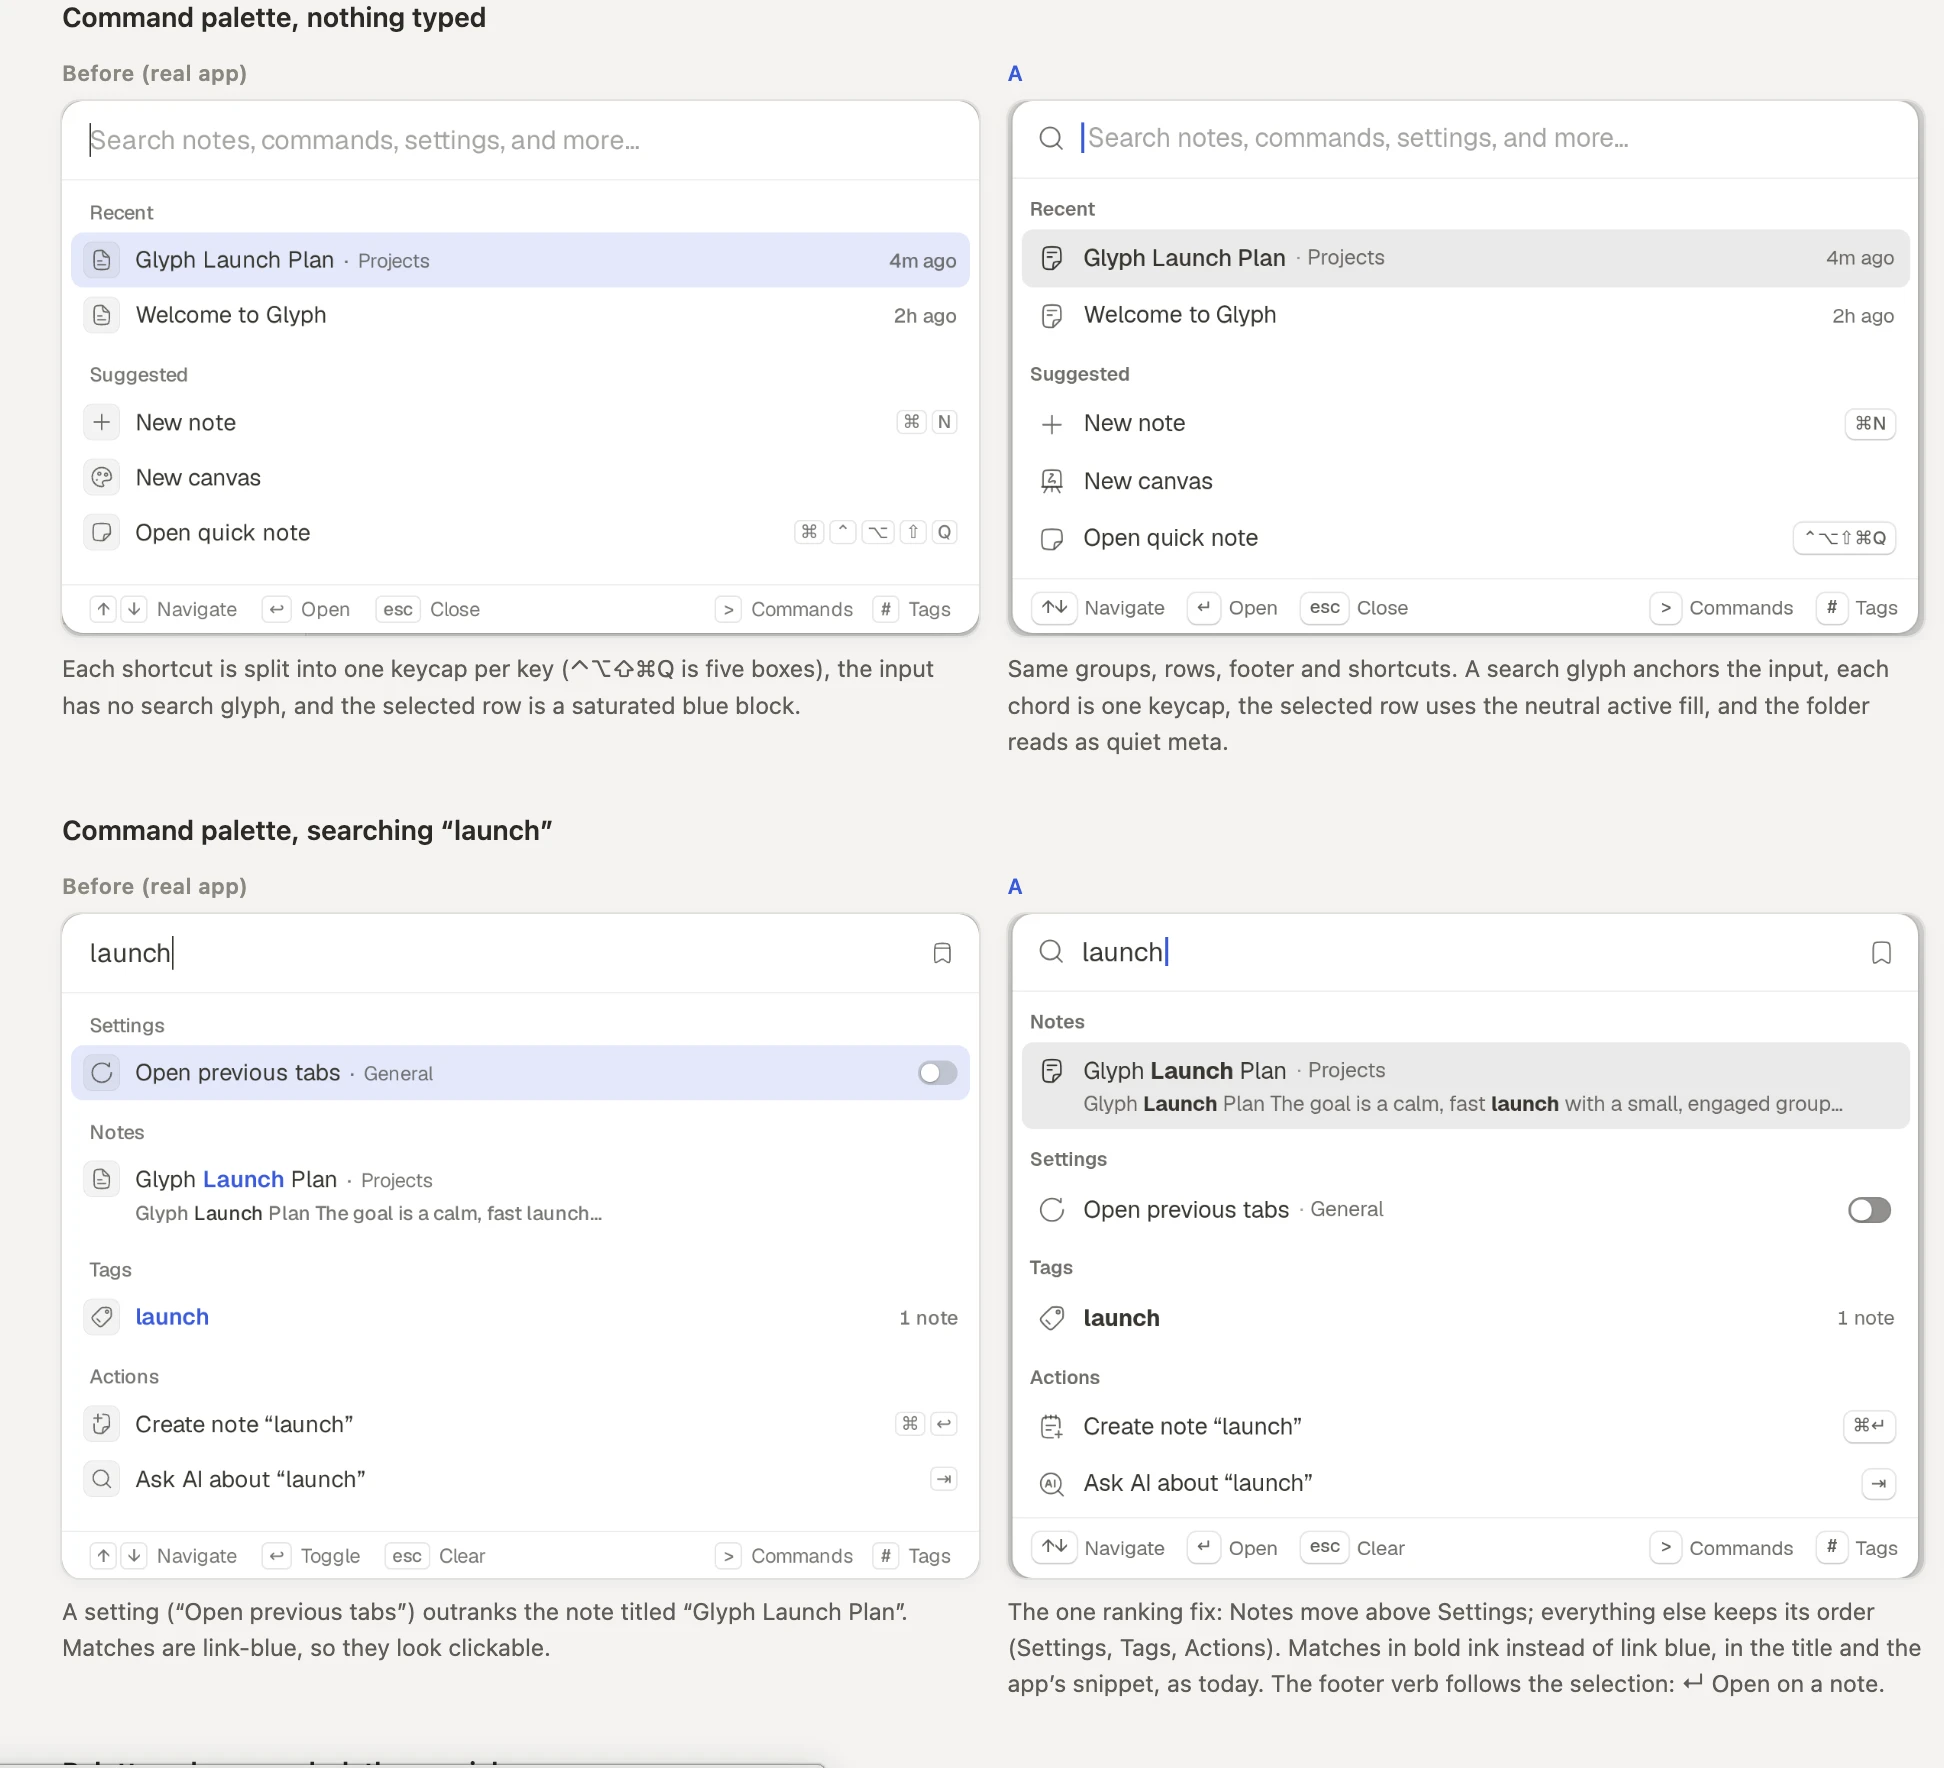 Command palette, nothing typed
Before (real app)
Search notes, commands, settings, and more...
Recent
Glyph Launch Plan · Projects 4m ago
Welcome to Glyph 2h ago
Suggested
New note ⌘ N
New canvas
Open quick note ⌘ ⌃ ⌥ ⇧ Q
↑ ↓ Navigate ↩ Open esc Close > Commands # Tags
Each shortcut is split into one keycap per key (⌃⌥⇧⌘Q is five boxes), the input
has no search glyph, and the selected row is a saturated blue block.
A
Search notes, commands, settings, and more...
Recent
Glyph Launch Plan · Projects 4m ago
Welcome to Glyph 2h ago
Suggested
New note ⌘N
New canvas
Open quick note ⌃⌥⇧⌘Q
↑↓ Navigate ↵ Open esc Close > Commands # Tags
Same groups, rows, footer and shortcuts. A search glyph anchors the input, each
chord is one keycap, the selected row uses the neutral active fill, and the folder
reads as quiet meta.
Command palette, searching “launch”
Before (real app)
launch
Settings
Open previous tabs · General
Notes
Glyph Launch Plan · Projects
Glyph Launch Plan The goal is a calm, fast launch...
Tags
launch 1 note
Actions
Create note “launch” ⌘ ↩
Ask AI about “launch” ⇥
↑ ↓ Navigate ↩ Toggle esc Clear > Commands # Tags
A setting (“Open previous tabs”) outranks the note titled “Glyph Launch Plan”.
Matches are link-blue, so they look clickable.
A
launch
Notes
Glyph Launch Plan · Projects
Glyph Launch Plan The goal is a calm, fast launch with a small, engaged group...
Settings
Open previous tabs · General
Tags
launch 1 note
Actions
Create note “launch” ⌘↵
AI
Ask AI about “launch” ⇥
↑↓ Navigate ↵ Open esc Clear > Commands # Tags
The one ranking fix: Notes move above Settings; everything else keeps its order
(Settings, Tags, Actions). Matches in bold ink instead of link blue, in the title and the
app’s snippet, as today. The footer verb follows the selection: ↵ Open on a note.